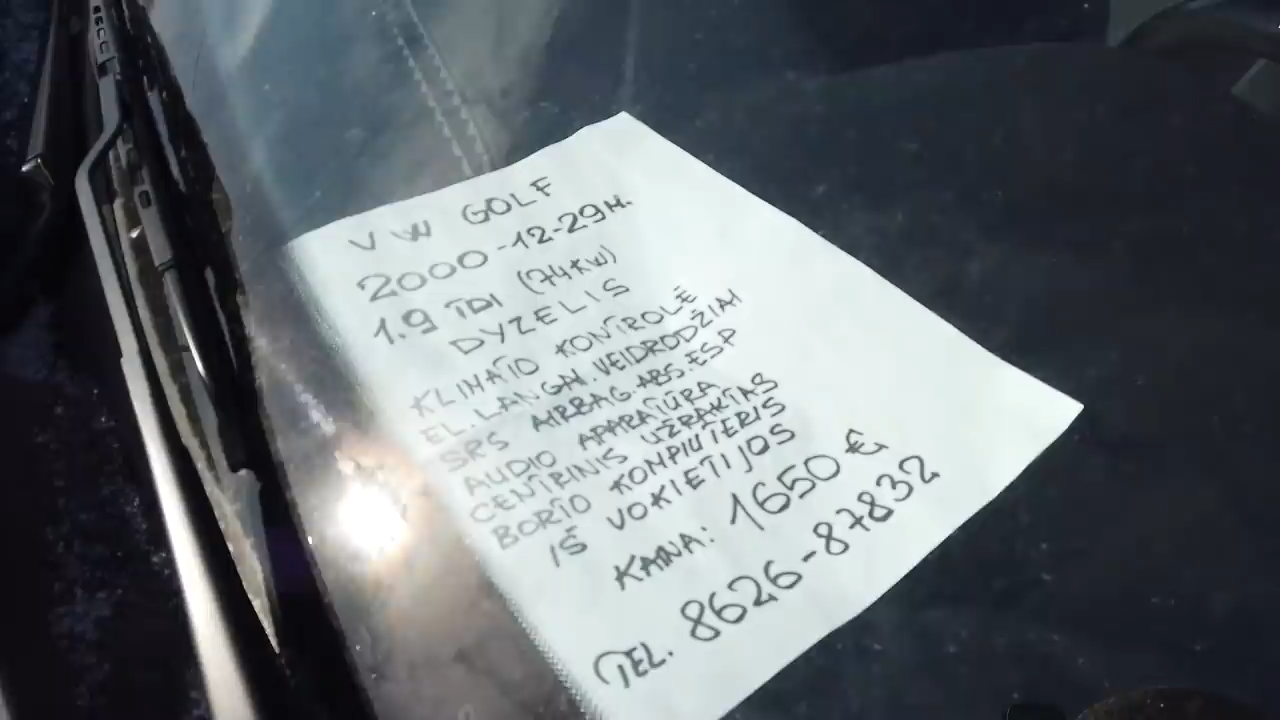 VW GOLF
2000-12-29M.
1.9 TDI (74KW)
DYZELIS
KLIMATO KONTROLĖ
EL. LANGAI. VEIDRODŽIAI
SRS AIRBAG. ABS. ESP
AUDIO APARATŪRA
CENTRINIS UŽRAKTAS
BORTO KOMPIUTERIS
IŠ VOKIETIJOS
KAINA: 1650 €
TEL. 8626-87832